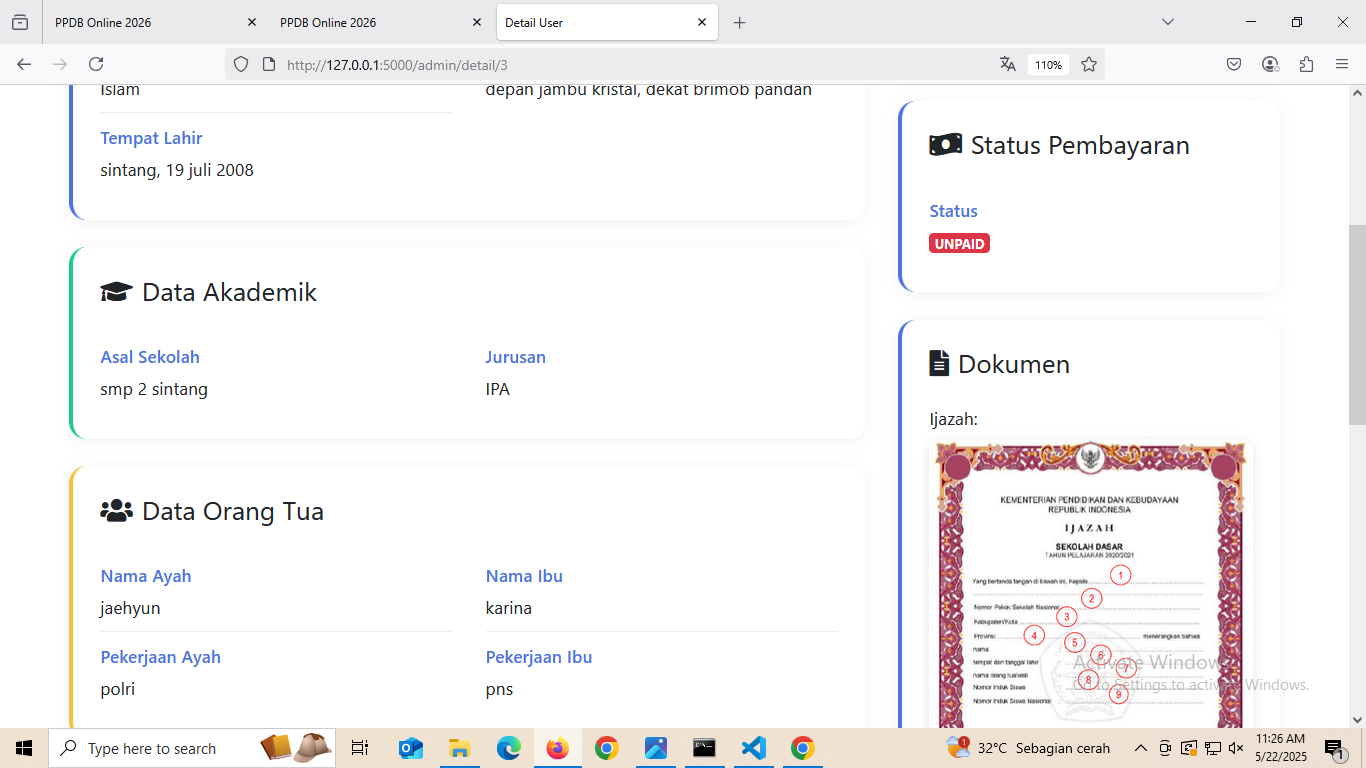 PPDB Online 2026
PPDB Online 2026
Detail User
http://127.0.0.1:5000/admin/detail/3
110%
Islam
depan jambu kristal, dekat brimob pandan
Tempat Lahir
sintang, 19 juli 2008
Data Akademik
Asal Sekolah
Jurusan
smp 2 sintang
IPA
Data Orang Tua
Nama Ayah
Nama Ibu
jaehyun
karina
Pekerjaan Ayah
Pekerjaan Ibu
polri
pns
Status Pembayaran
Status
UNPAID
Dokumen
Ijazah:
KEMENTERIAN PENDIDIKAN DAN KEBUDAYAAN
REPUBLIK INDONESIA
IJAZAH
SEKOLAH DASAR
TAHUN PELAJARAN 2020/2021
Yang bertanda tangan di bawah ini, Kepala 1
2
Nomor Pokok Sekolah Nasional
Kabupaten/Kota 3
Provinsi 4 menerangkan bahwa
nama 5
tempat dan tanggal lahir 6
nama orang tua/wali 7
Nomor Induk Siswa 8
Nomor Induk Siswa Nasional 9
Activate Windows
Go to Settings to activate Windows.
Type here to search
1
32°C Sebagian cerah
11:26 AM
5/22/2025
1